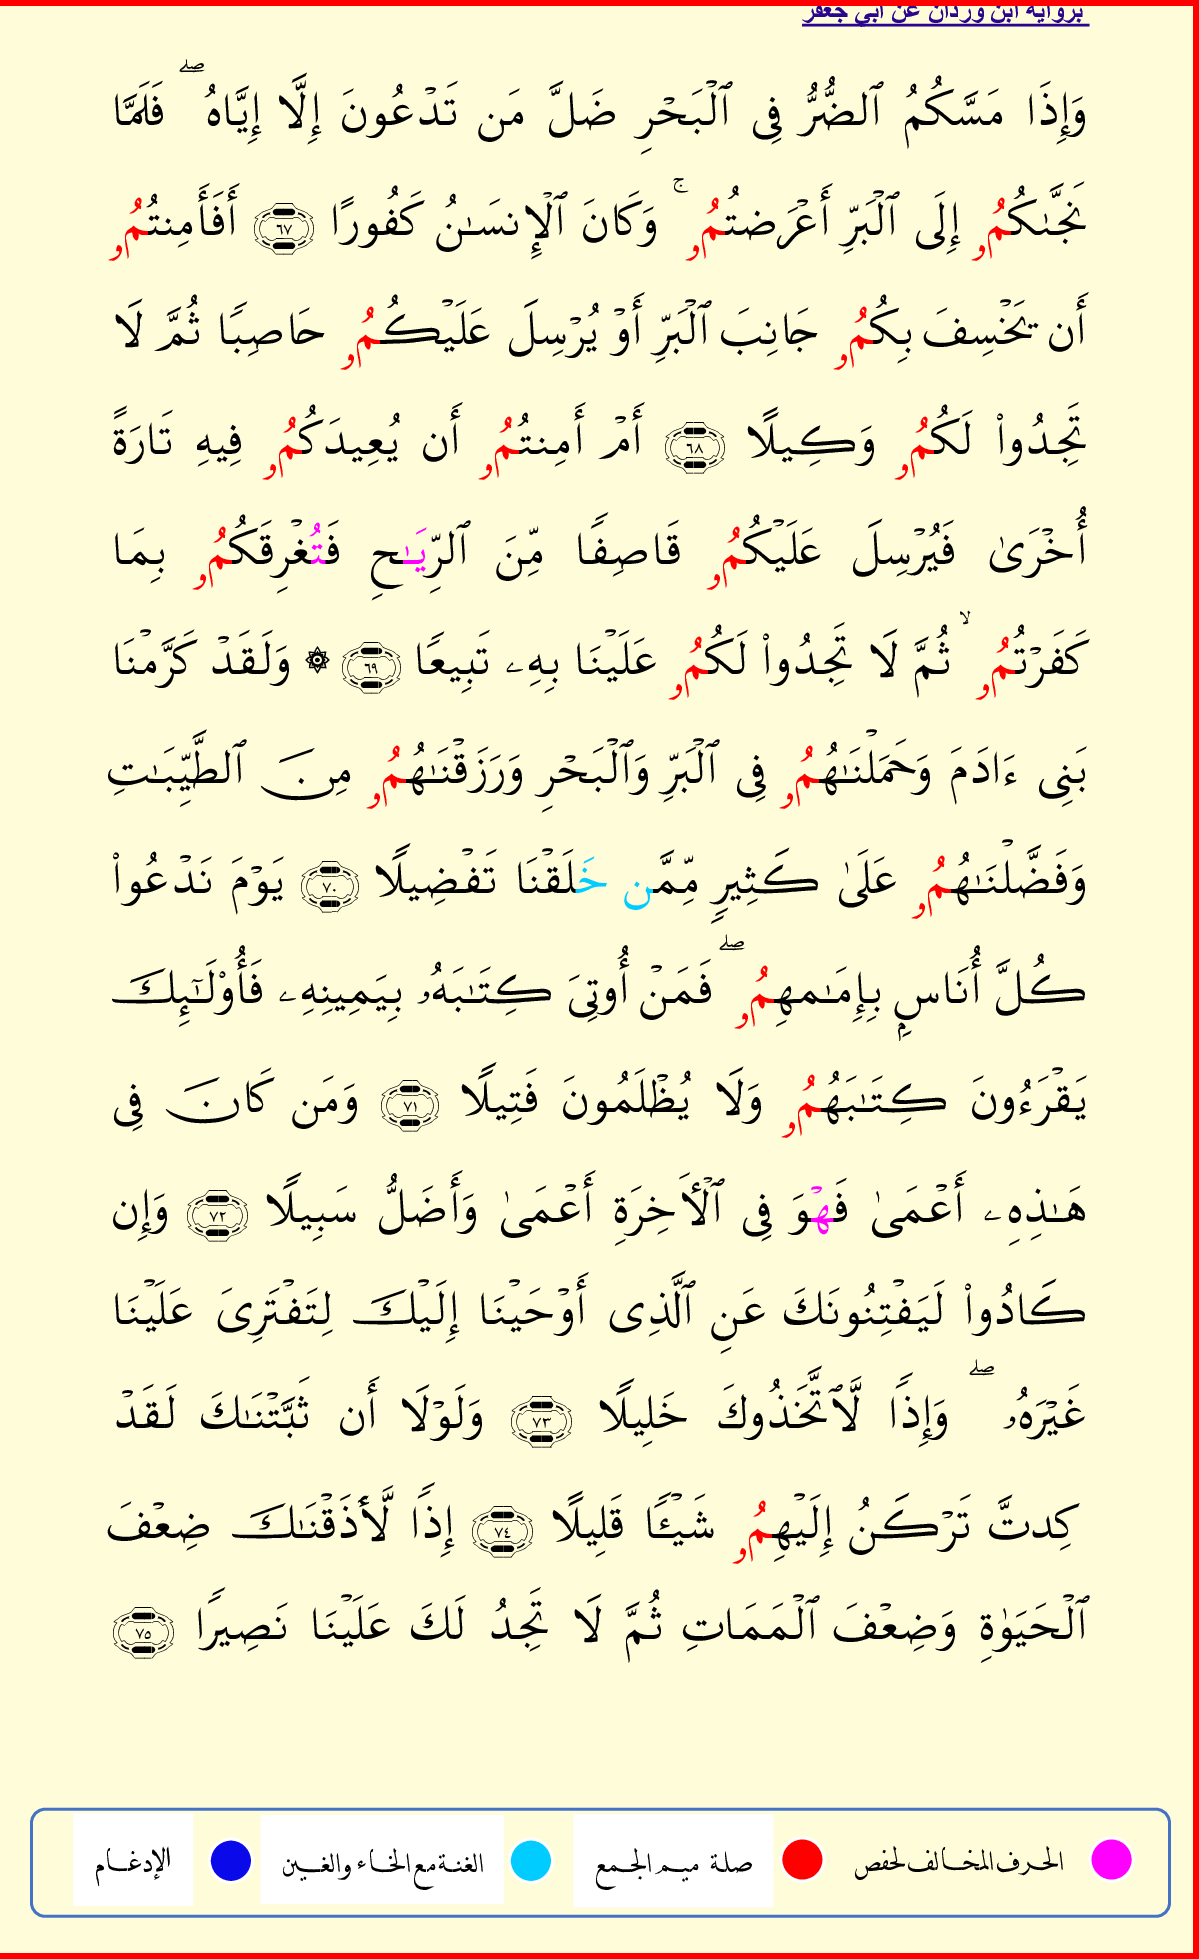 برواية ابن وردان عن أبي جعفر
وَإِذَا مَسَّكُمُ ٱلضُّرُّ فِى ٱلۡبَحۡرِ ضَلَّ مَن تَدۡعُونَ إِلَّا إِيَّاهُۖ فَلَمَّا
نَجَّىٰكُمُۥ إِلَى ٱلۡبَرِّ أَعۡرَضتُمُۥۚ وَكَانَ ٱلۡإِنسَـٰنُ كَفُورًا ٦٧ أَفَأَمِنتُمُۥ
أَن يَخۡسِفَ بِكُمُۥ جَانِبَ ٱلۡبَرِّ أَوۡ يُرۡسِلَ عَلَيۡكُمُۥ حَاصِبًا ثُمَّ لَا
تَجِدُوا۟ لَكُمُۥ وَكِيلًا ٦٨ أَمۡ أَمِنتُمُۥ أَن يُعِيدَكُمُۥ فِيهِ تَارَةً
أُخۡرَىٰ فَيُرۡسِلَ عَلَيۡكُمُۥ قَاصِفًا مِّنَ ٱلرِّيَـٰحِ فَتُغۡرِقَكُمُۥ بِمَا
كَفَرۡتُمُۥۙ ثُمَّ لَا تَجِدُوا۟ لَكُمُۥ عَلَيۡنَا بِهِۦ تَبِيعًا ٦٩ ۞ وَلَقَدۡ كَرَّمۡنَا
بَنِى ءَادَمَ وَحَمَلۡنَـٰهُمُۥ فِى ٱلۡبَرِّ وَٱلۡبَحۡرِ وَرَزَقۡنَـٰهُمُۥ مِنَ ٱلطَّيِّبَـٰتِ
وَفَضَّلۡنَـٰهُمُۥ عَلَىٰ كَثِيرٍ مِّمَّن خَلَقۡنَا تَفۡضِيلًا ٧٠ يَوۡمَ نَدۡعُوا۟
كُلَّ أُنَاسٍۭ بِإِمَـٰمِهِمُۥۖ فَمَنۡ أُوتِىَ كِتَـٰبَهُۥ بِيَمِينِهِۦ فَأُو۟لَـٰٓئِكَ
يَقۡرَءُونَ كِتَـٰبَهُمُۥ وَلَا يُظۡلَمُونَ فَتِيلًا ٧١ وَمَن كَانَ فِى
هَـٰذِهِۦ أَعۡمَىٰ فَهۡوَ فِى ٱلۡأَخِرَةِ أَعۡمَىٰ وَأَضَلُّ سَبِيلًا ٧٢ وَإِن
كَادُوا۟ لَيَفۡتِنُونَكَ عَنِ ٱلَّذِى أَوۡحَيۡنَا إِلَيۡكَ لِتَفۡتَرِىَ عَلَيۡنَا
غَيۡرَهُۥۖ وَإِذًا لَّٱتَّخَذُوكَ خَلِيلًا ٧٣ وَلَوۡلَا أَن ثَبَّتۡنَـٰكَ لَقَدۡ
كِدتَّ تَرۡكَنُ إِلَيۡهِمُۥ شَيۡـًٔا قَلِيلًا ٧٤ إِذًا لَّأَذَقۡنَـٰكَ ضِعۡفَ
ٱلۡحَيَوٰةِ وَضِعۡفَ ٱلۡمَمَاتِ ثُمَّ لَا تَجِدُ لَكَ عَلَيۡنَا نَصِيرًا ٧٥
الحرف المخالف لحفص صلة ميم الجمع الغنة مع الخاء والغين الإدغام